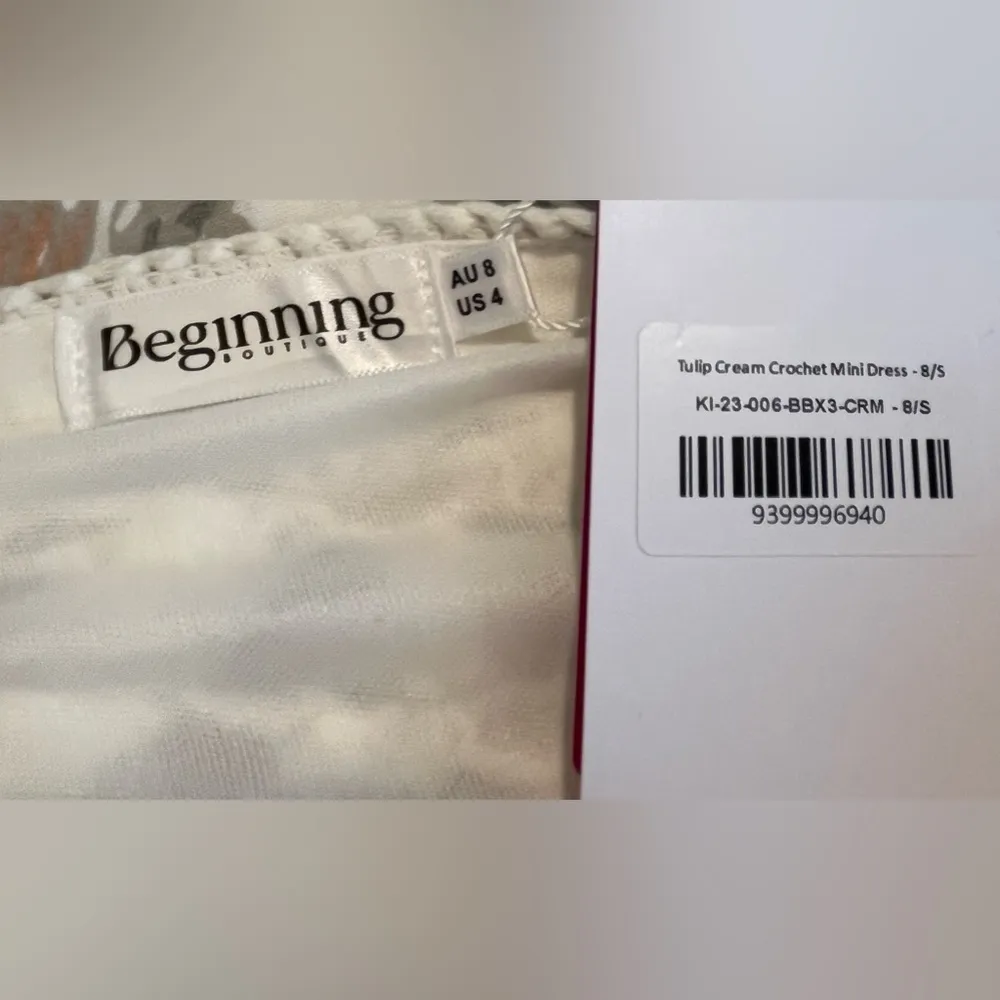 Beginning
BOUTIQUE
AU 8
US 4
Tulip Cream Crochet Mini Dress - 8/S
KI-23-006-BBX3-CRM - 8/S
9399996940